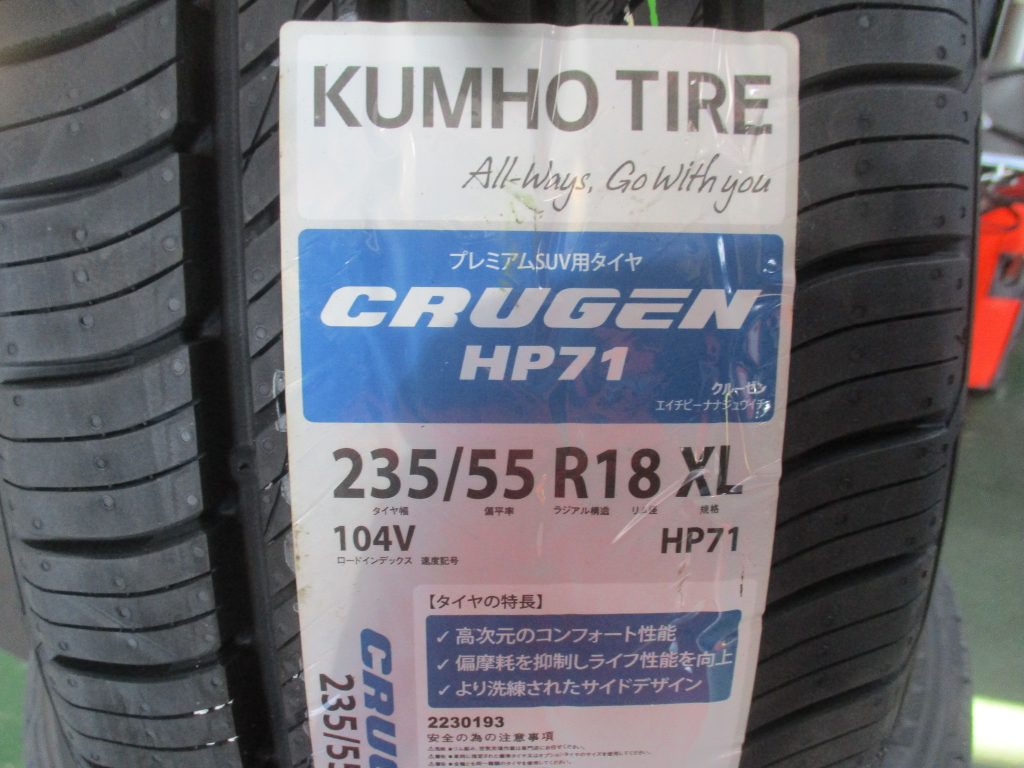 KUMHO TIRE
All-Ways, Go With you
プレミアムSUV用タイヤ
CRUGEN
HP71
クルーゼン
エイチピーナナジュウイチ
235/55 R18 XL
タイヤ幅 偏平率 ラジアル構造 リム径 規格
104V HP71
ロードインデックス 速度記号
【タイヤの特長】
✓ 高次元のコンフォート性能
✓ 偏摩耗を抑制しライフ性能を向上
✓ より洗練されたサイドデザイン
2230193
安全の為の注意事項
CRUG
235/55